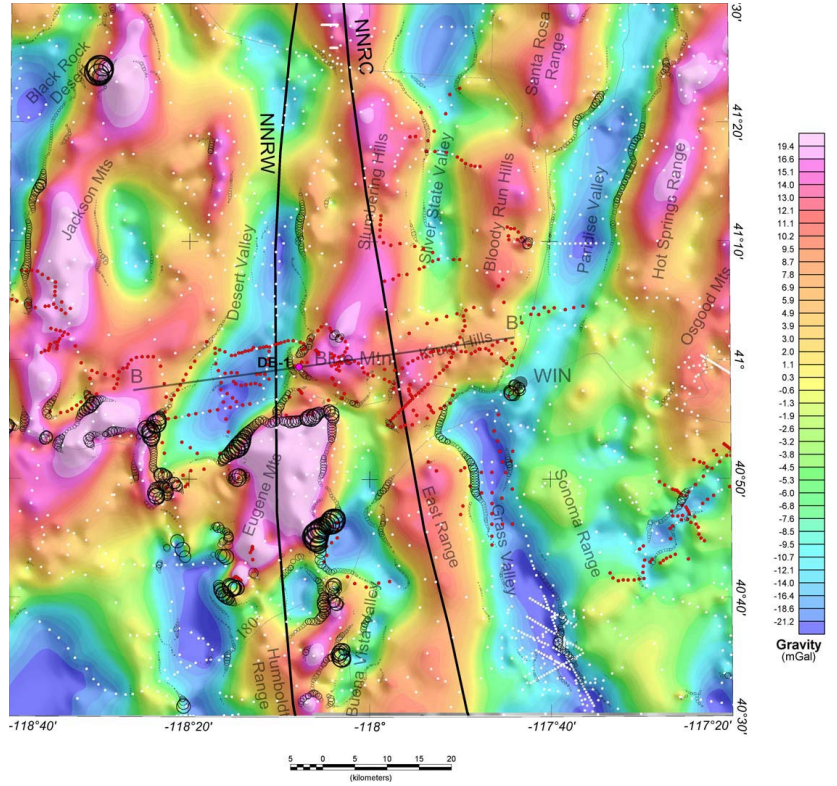 Black Rock
Desert
NNRC
NNRW
Santa Rosa
Range
30'
41°20'
Jackson Mts
Slumbering Hills
Silver State Valley
Bloody Run Hills
Paradise Valley
Hot Springs Range
41°10'
Desert Valley
Osgood Mts
B'
B
DB-1
Blue Mtn
Krum Hills
WIN
41°
Eugene Mts
East Range
Grass Valley
Sonoma Range
40°50'
180
Humboldt
Range
Buena Vista Valley
40°40'
40°30'
-118°40'
-118°20'
-118°
-117°40'
-117°20'
5 0 5 10 15 20
(kilometers)
19.4
16.6
15.1
14.0
13.0
12.1
11.1
10.2
9.5
8.7
7.8
6.9
5.9
4.9
3.9
3.0
2.0
1.1
0.3
-0.6
-1.3
-1.9
-2.9
-3.8
-4.5
-5.3
-6.0
-6.8
-7.6
-8.5
-9.5
-10.7
-12.1
-14.0
-16.4
-18.6
-21.2
Gravity
(mGal)